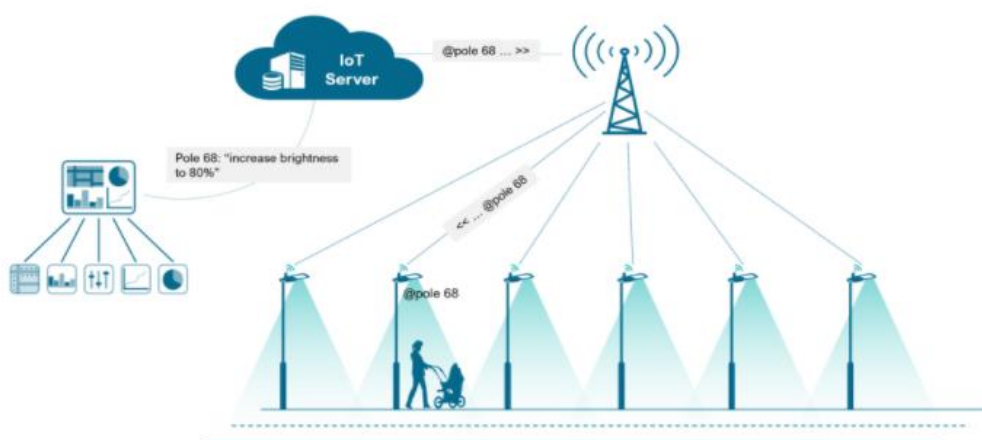 IoT
Server
@pole 68 ... >>
Pole 68: "increase brightness
to 80%"
<< ... @pole 68
@pole 68